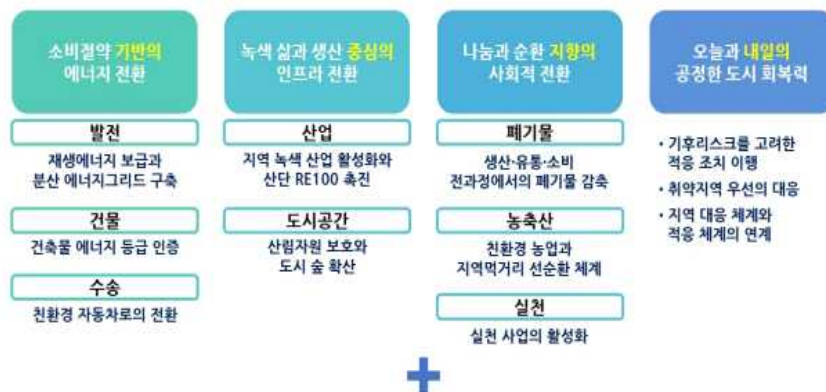 소비절약 기반의
에너지 전환
발전
재생에너지 보급과
분산 에너지그리드 구축
건물
건축물 에너지 등급 인증
수송
친환경 자동차로의 전환
녹색 삶과 생산 중심의
인프라 전환
산업
지역 녹색 산업 활성화와
산단 RE100 촉진
도시공간
산림자원 보호와
도시 숲 확산
나눔과 순환 지향의
사회적 전환
폐기물
생산·유통·소비
전과정에서의 폐기물 감축
농축산
친환경 농업과
지역먹거리 선순환 체계
실천
실천 사업의 활성화
오늘과 내일의
공정한 도시 회복력
• 기후리스크를 고려한
적응 조치 이행
• 취약지역 우선의 대응
• 지역 대응 체계와
적응 체계의 연계